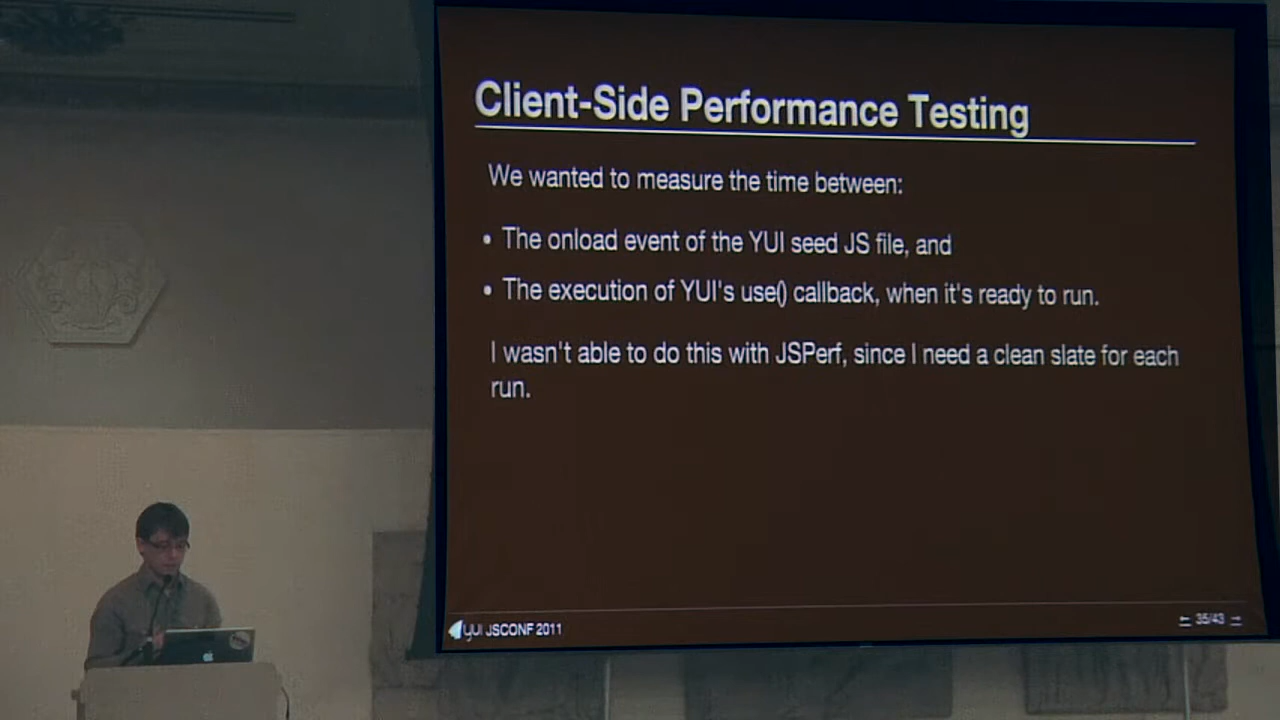 Client-Side Performance Testing
We wanted to measure the time between:
• The onload event of the YUI seed JS file, and
• The execution of YUI's use() callback, when it's ready to run.
I wasn't able to do this with JSPerf, since I need a clean slate for each
run.
YUI JSCONF 2011
← 35/43 →